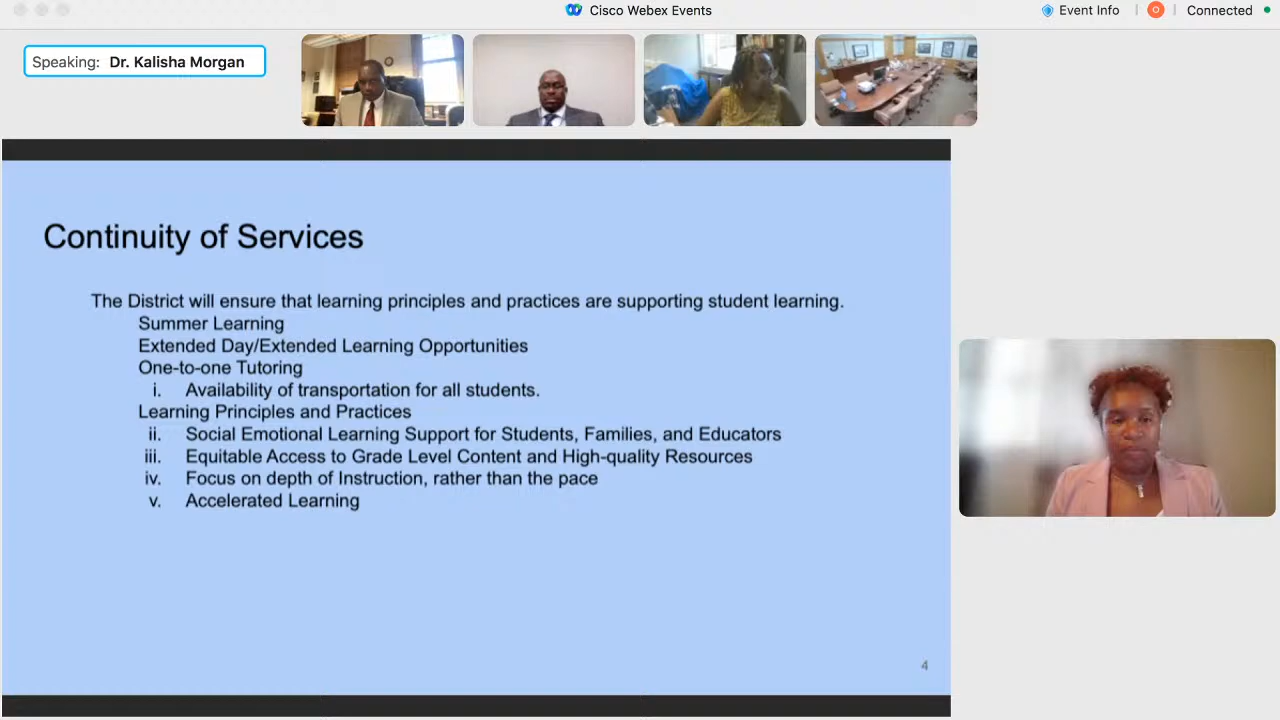 Cisco Webex Events
Event Info
Connected
Speaking: Dr. Kalisha Morgan
Continuity of Services
The District will ensure that learning principles and practices are supporting student learning.
Summer Learning
Extended Day/Extended Learning Opportunities
One-to-one Tutoring
i. Availability of transportation for all students.
Learning Principles and Practices
ii. Social Emotional Learning Support for Students, Families, and Educators
iii. Equitable Access to Grade Level Content and High-quality Resources
iv. Focus on depth of Instruction, rather than the pace
v. Accelerated Learning
4